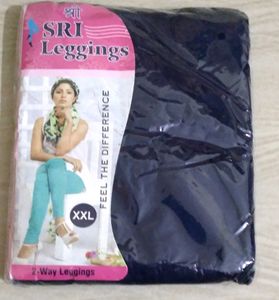 श्री
SRI
Leggings
FEEL THE DIFFERENCE
XXL
2-Way Leggings